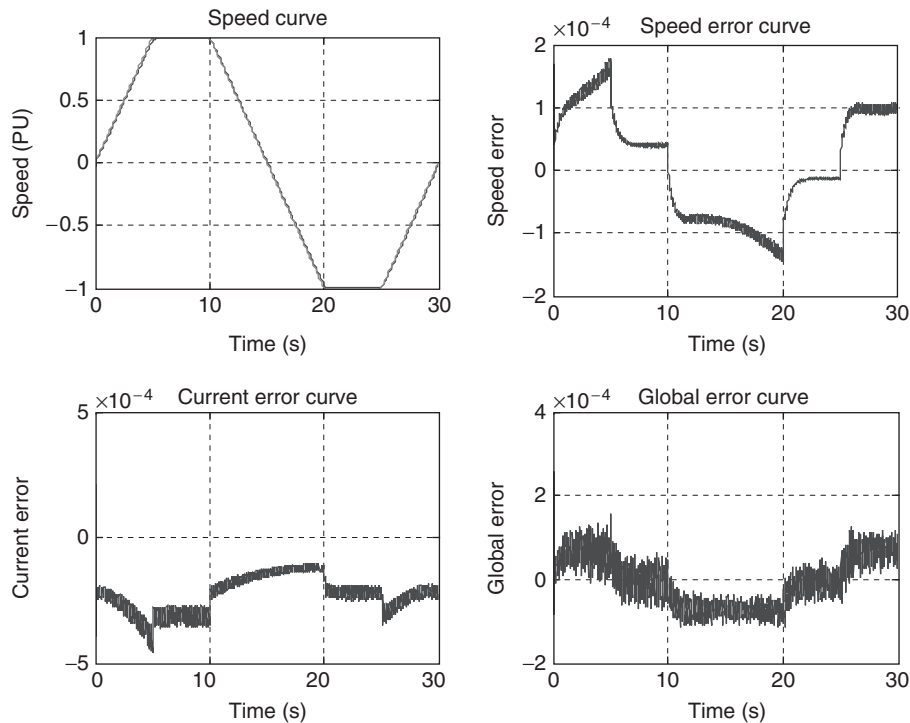 Speed curve
1
0.5
0
−0.5
−1
0 10 20 30
Speed (PU)
Time (s)
Speed error curve
×10−4
2
1
0
−1
−2
0 10 20 30
Speed error
Time (s)
Current error curve
×10−4
5
0
−5
0 10 20 30
Current error
Time (s)
Global error curve
×10−4
4
2
0
−2
0 10 20 30
Global error
Time (s)